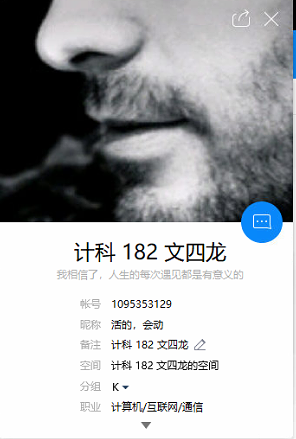 计科 182 文四龙
我相信了，人生的每次遇见都是有意义的
帐号 1095353129
昵称 活的，会动
备注 计科 182 文四龙
空间 计科 182 文四龙的空间
分组 K
职业 计算机/互联网/通信